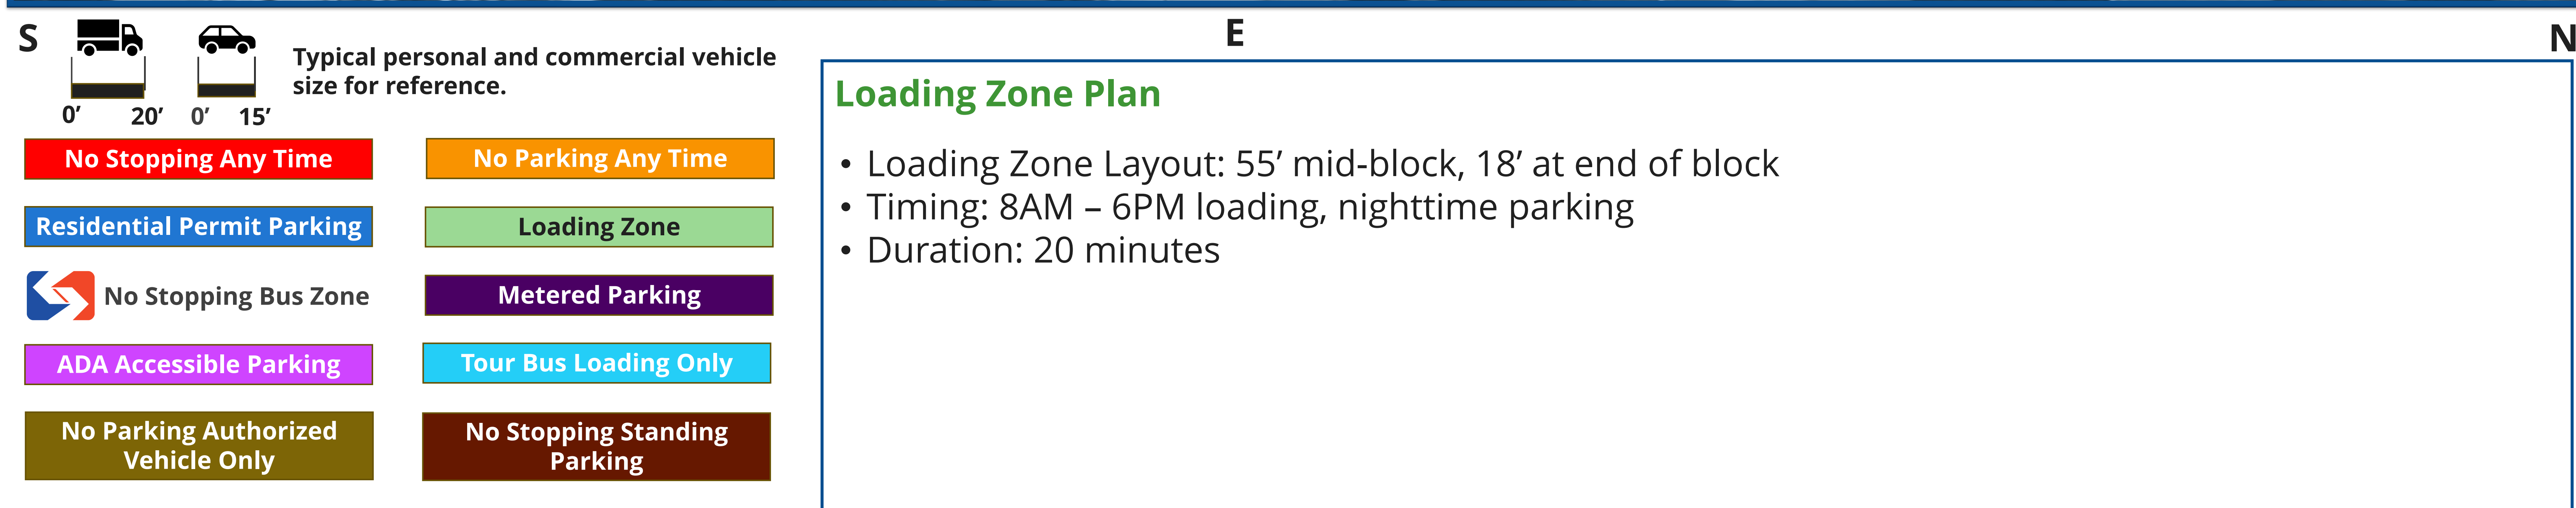 S
E
N
Typical personal and commercial vehicle
size for reference.
0’ 20’ 0’ 15’
No Stopping Any Time
No Parking Any Time
Residential Permit Parking
Loading Zone
No Stopping Bus Zone
Metered Parking
ADA Accessible Parking
Tour Bus Loading Only
No Parking Authorized
Vehicle Only
No Stopping Standing
Parking
Loading Zone Plan
• Loading Zone Layout: 55’ mid-block, 18’ at end of block
• Timing: 8AM – 6PM loading, nighttime parking
• Duration: 20 minutes